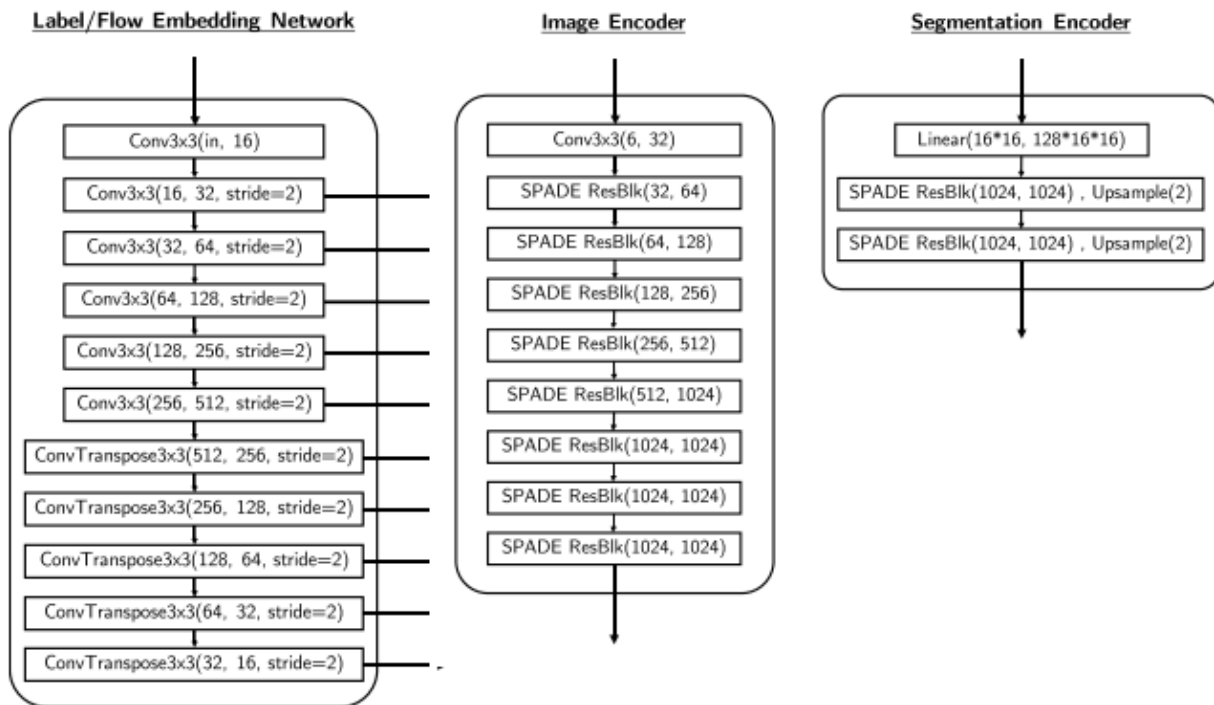 Label/Flow Embedding Network
Conv3x3(in, 16)
Conv3x3(16, 32, stride=2)
Conv3x3(32, 64, stride=2)
Conv3x3(64, 128, stride=2)
Conv3x3(128, 256, stride=2)
Conv3x3(256, 512, stride=2)
ConvTranspose3x3(512, 256, stride=2)
ConvTranspose3x3(256, 128, stride=2)
ConvTranspose3x3(128, 64, stride=2)
ConvTranspose3x3(64, 32, stride=2)
ConvTranspose3x3(32, 16, stride=2)
Image Encoder
Conv3x3(6, 32)
SPADE ResBlk(32, 64)
SPADE ResBlk(64, 128)
SPADE ResBlk(128, 256)
SPADE ResBlk(256, 512)
SPADE ResBlk(512, 1024)
SPADE ResBlk(1024, 1024)
SPADE ResBlk(1024, 1024)
SPADE ResBlk(1024, 1024)
Segmentation Encoder
Linear(16*16, 128*16*16)
SPADE ResBlk(1024, 1024) , Upsample(2)
SPADE ResBlk(1024, 1024) , Upsample(2)